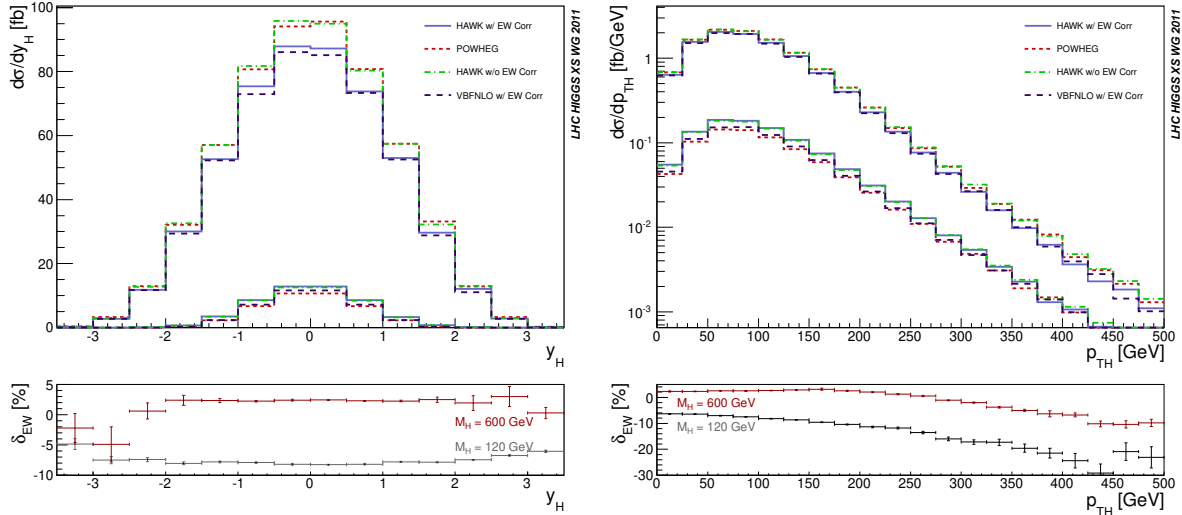 dσ/dy_H [fb]
100
90
80
70
60
50
40
30
20
10
0
HAWK w/ EW Corr
POWHEG
HAWK w/o EW Corr
VBFNLO w/ EW Corr
LHC HIGGS XS WG 2011
-3 -2 -1 0 1 2 3
y_H
δ_EW [%]
5
0
-5
-10
M_H = 600 GeV
M_H = 120 GeV
-3 -2 -1 0 1 2 3
y_H
dσ/dp_TH [fb/GeV]
1
10^-1
10^-2
10^-3
HAWK w/ EW Corr
POWHEG
HAWK w/o EW Corr
VBFNLO w/ EW Corr
LHC HIGGS XS WG 2011
0 50 100 150 200 250 300 350 400 450 500
p_TH [GeV]
δ_EW [%]
0
-10
-20
-30
M_H = 600 GeV
M_H = 120 GeV
0 50 100 150 200 250 300 350 400 450 500
p_TH [GeV]